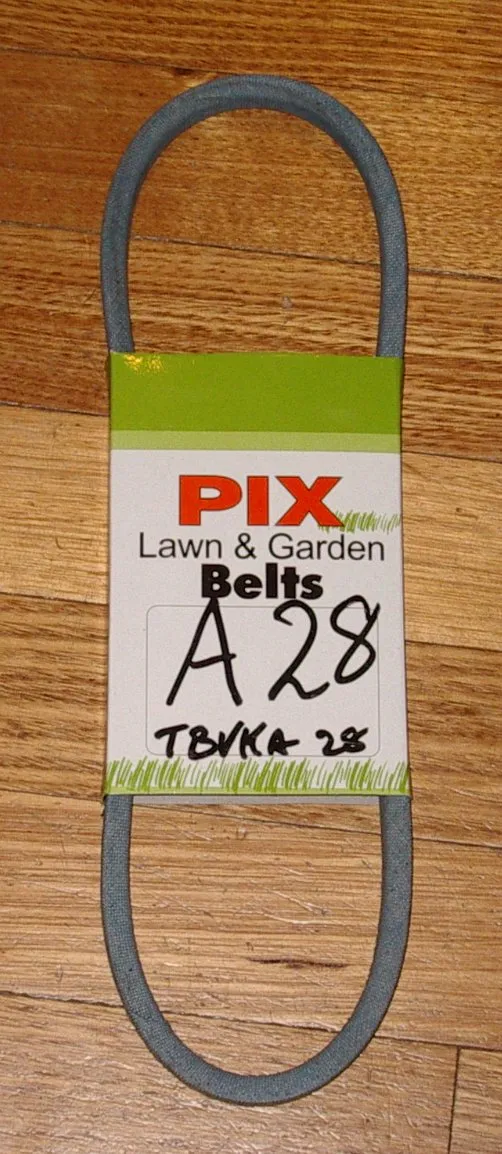 PIX
Lawn & Garden
Belts
A 28
TBVKA 28